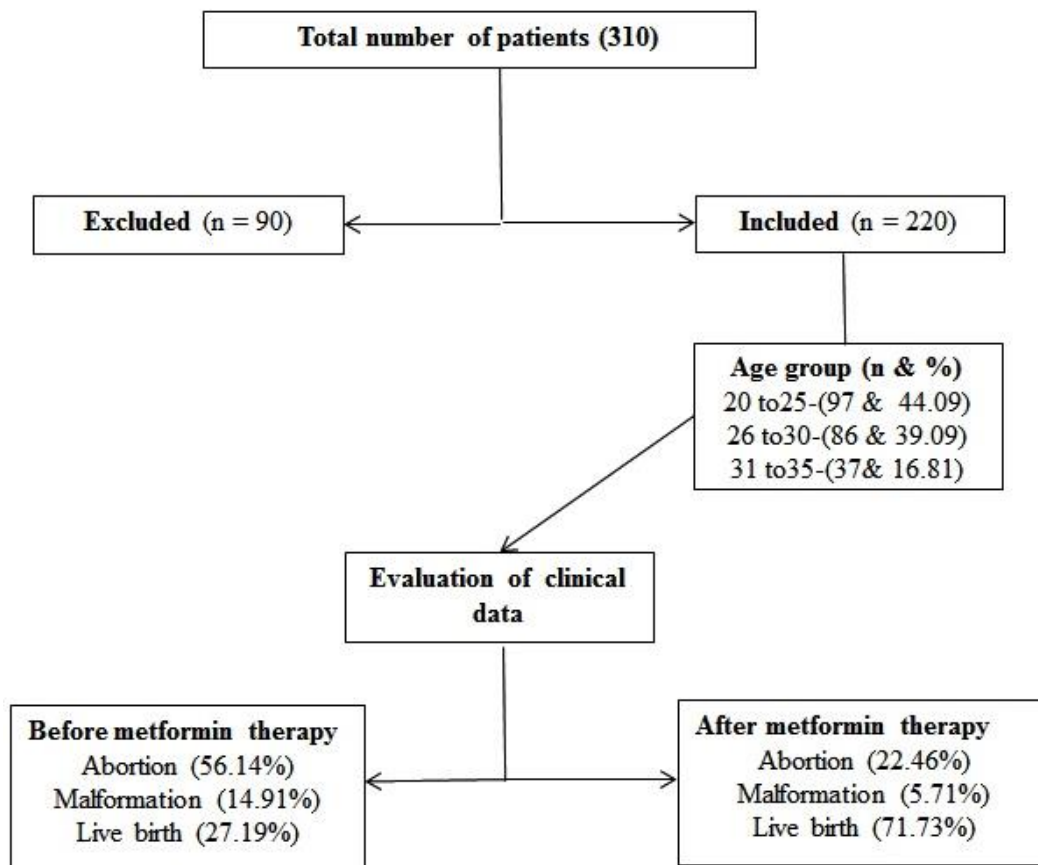 Total number of patients (310)
Excluded (n = 90)
Included (n = 220)
Age group (n & %)
20 to25-(97 & 44.09)
26 to30-(86 & 39.09)
31 to35-(37& 16.81)
Evaluation of clinical
data
Before metformin therapy
Abortion (56.14%)
Malformation (14.91%)
Live birth (27.19%)
After metformin therapy
Abortion (22.46%)
Malformation (5.71%)
Live birth (71.73%)